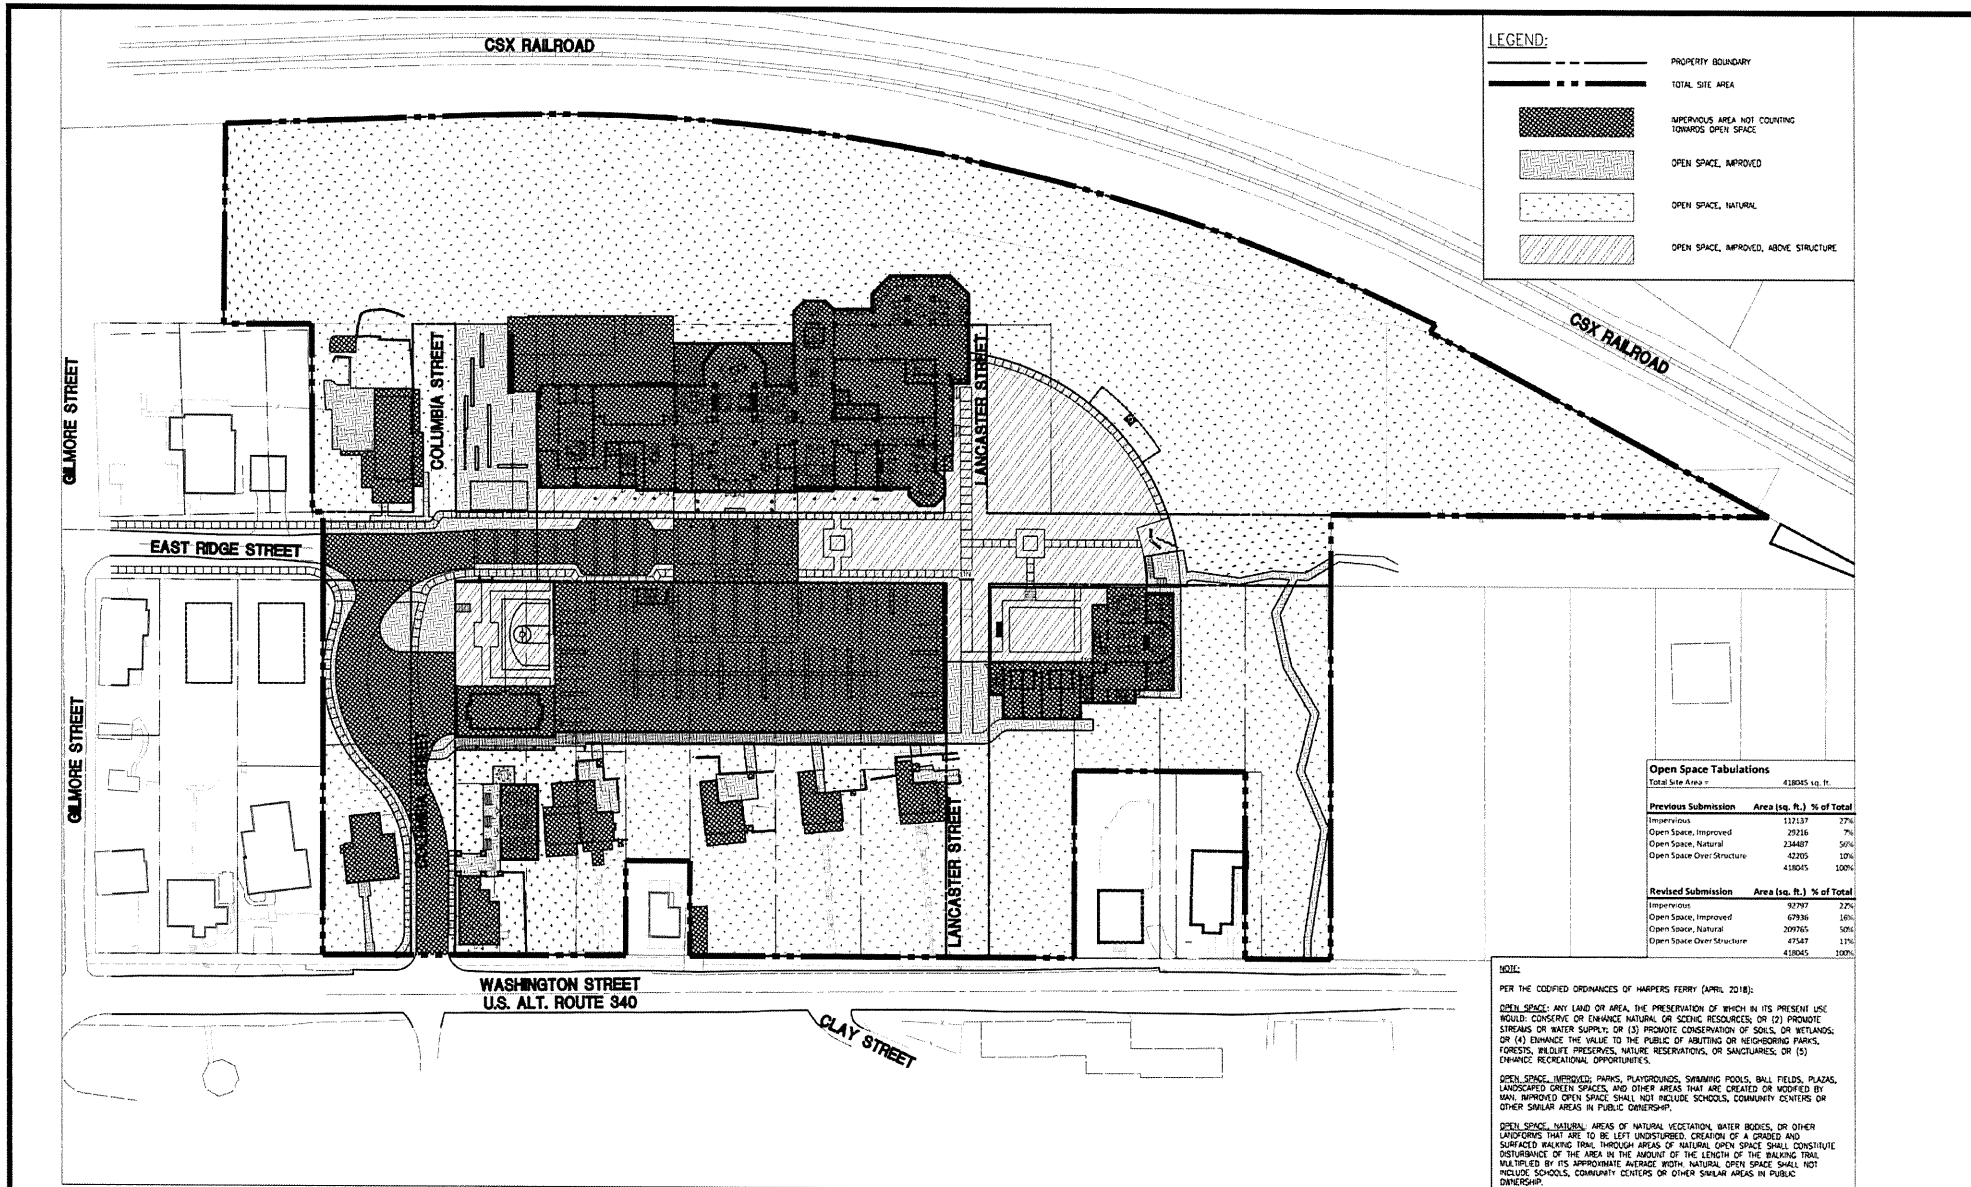 CSX RAILROAD
LEGEND:
PROPERTY BOUNDARY
TOTAL SITE AREA
IMPERVIOUS AREA NOT COUNTING
TOWARDS OPEN SPACE
OPEN SPACE, IMPROVED
OPEN SPACE, NATURAL
OPEN SPACE, IMPROVED, ABOVE STRUCTURE
CSX RAILROAD
GILMORE STREET
COLUMBIA STREET
LANCASTER STREET
EAST RIDGE STREET
GILMORE STREET
COLUMBIA STREET
LANCASTER STREET
WASHINGTON STREET
U.S. ALT. ROUTE 340
CLAY STREET
Open Space Tabulations
Total Site Area = 418045 sq. ft.
Previous Submission Area (sq. ft.) % of Total
Impervious 112137 27%
Open Space, Improved 29216 7%
Open Space, Natural 234487 56%
Open Space Over Structure 42205 10%
418045 100%
Revised Submission Area (sq. ft.) % of Total
Impervious 92797 22%
Open Space, Improved 67936 16%
Open Space, Natural 209765 50%
Open Space Over Structure 47547 11%
418045 100%
NOTE:
PER THE CODIFIED ORDINANCES OF HARPERS FERRY (APRIL 2018):
OPEN SPACE: ANY LAND OR AREA, THE PRESERVATION OF WHICH IN ITS PRESENT USE
WOULD: CONSERVE OR ENHANCE NATURAL OR SCENIC RESOURCES; OR (2) PROMOTE
STREAMS OR WATER SUPPLY; OR (3) PROMOTE CONSERVATION OF SOILS, OR WETLANDS;
OR (4) ENHANCE THE VALUE TO THE PUBLIC OF ABUTTING OR NEIGHBORING PARKS,
FORESTS, WILDLIFE PRESERVES, NATURE RESERVATIONS, OR SANCTUARIES; OR (5)
ENHANCE RECREATIONAL OPPORTUNITIES.
OPEN SPACE, IMPROVED: PARKS, PLAYGROUNDS, SWIMMING POOLS, BALL FIELDS, PLAZAS,
LANDSCAPED GREEN SPACES, AND OTHER AREAS THAT ARE CREATED OR MODIFIED BY
MAN. IMPROVED OPEN SPACE SHALL NOT INCLUDE SCHOOLS, COMMUNITY CENTERS OR
OTHER SIMILAR AREAS IN PUBLIC OWNERSHIP.
OPEN SPACE, NATURAL: AREAS OF NATURAL VEGETATION, WATER BODIES, OR OTHER
LANDFORMS THAT ARE TO BE LEFT UNDISTURBED. CREATION OF A GRADED AND
SURFACED WALKING TRAIL THROUGH AREAS OF NATURAL OPEN SPACE SHALL CONSTITUTE
DISTURBANCE OF THE AREA IN THE AMOUNT OF THE LENGTH OF THE WALKING TRAIL
MULTIPLIED BY ITS APPROXIMATE AVERAGE WIDTH. NATURAL OPEN SPACE SHALL NOT
INCLUDE SCHOOLS, COMMUNITY CENTERS OR OTHER SIMILAR AREAS IN PUBLIC
OWNERSHIP.